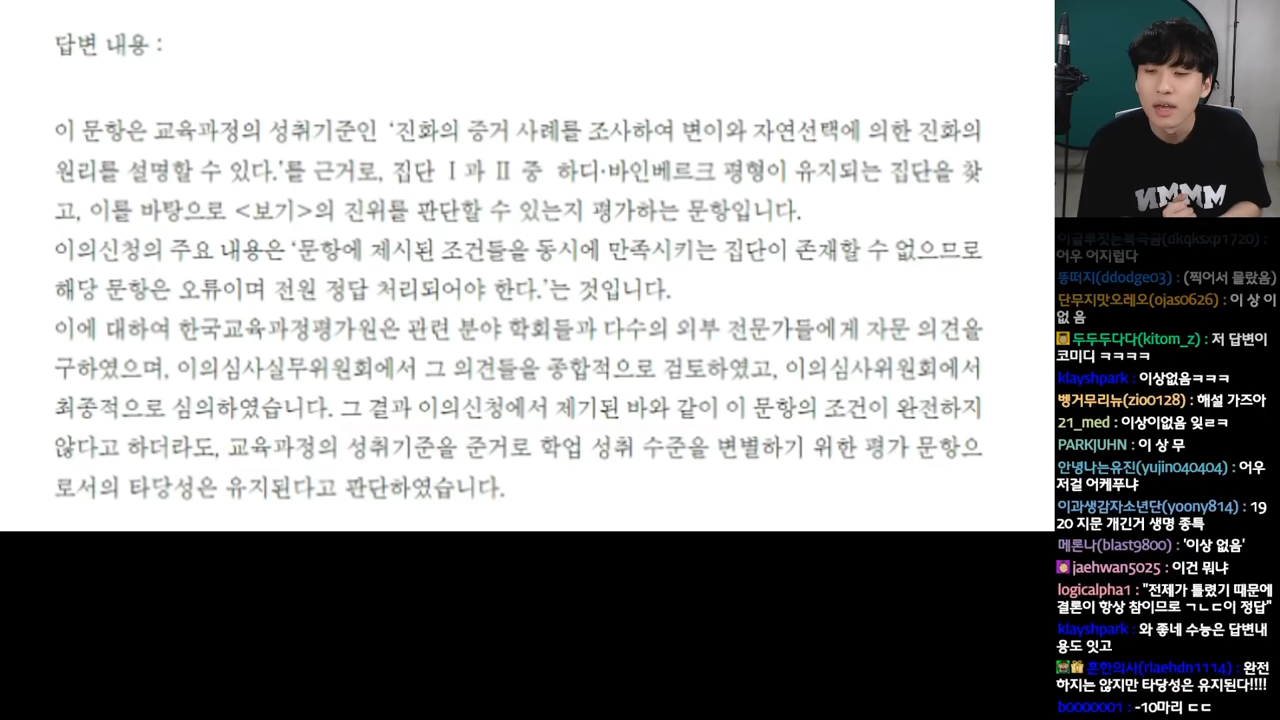 답변 내용 :
이 문항은 교육과정의 성취기준인 ‘진화의 증거 사례를 조사하여 변이와 자연선택에 의한 진화의
원리를 설명할 수 있다.’를 근거로, 집단 Ⅰ과 Ⅱ 중 하디·바인베르크 평형이 유지되는 집단을 찾
고, 이를 바탕으로 <보기>의 진위를 판단할 수 있는지 평가하는 문항입니다.
이의신청의 주요 내용은 ‘문항에 제시된 조건들을 동시에 만족시키는 집단이 존재할 수 없으므로
해당 문항은 오류이며 전원 정답 처리되어야 한다.’는 것입니다.
이에 대하여 한국교육과정평가원은 관련 분야 학회들과 다수의 외부 전문가들에게 자문 의견을
구하였으며, 이의심사실무위원회에서 그 의견들을 종합적으로 검토하였고, 이의심사위원회에서
최종적으로 심의하였습니다. 그 결과 이의신청에서 제기된 바와 같이 이 문항의 조건이 완전하지
않다고 하더라도, 교육과정의 성취기준을 준거로 학업 성취 수준을 변별하기 위한 평가 문항으
로서의 타당성은 유지된다고 판단하였습니다.
ИMMM
이글루짓는북극곰(dkqksxp1720) :
어우 어지럽다
뚱떠지(ddodge03) : (찍어서 몰랐음)
단무지맛오레오(ojas0626) : 이 상 이
없 음
두두두다다(kitom_z) : 저 답변이
코미디 ㅋㅋㅋㅋ
klayshpark : 이상없음ㅋㅋㅋ
벵거무리뉴(zio0128) : 해설 가즈아
21_med : 이상이없음 잊ㄹㅋ
PARKJUHN : 이 상 무
안녕나는유진(yujin040404) : 어우
저걸 어케푸냐
이과생감자소년단(yoony814) : 19
20 지문 개긴거 생명 종특
메론나(blast9800) : '이상 없음'
jaehwan5025 : 이건 뭐냐
logicalpha1 : "전제가 틀렸기 때문에
결론이 항상 참이므로 ㄱㄴㄷ이 정답"
klayshpark : 와 좋네 수능은 답변내
용도 잇고
흔한의사(rlaehdn1114) : 완전
하지는 않지만 타당성은 유지된다!!!!
b0000001 : -10마리 ㄷㄷ